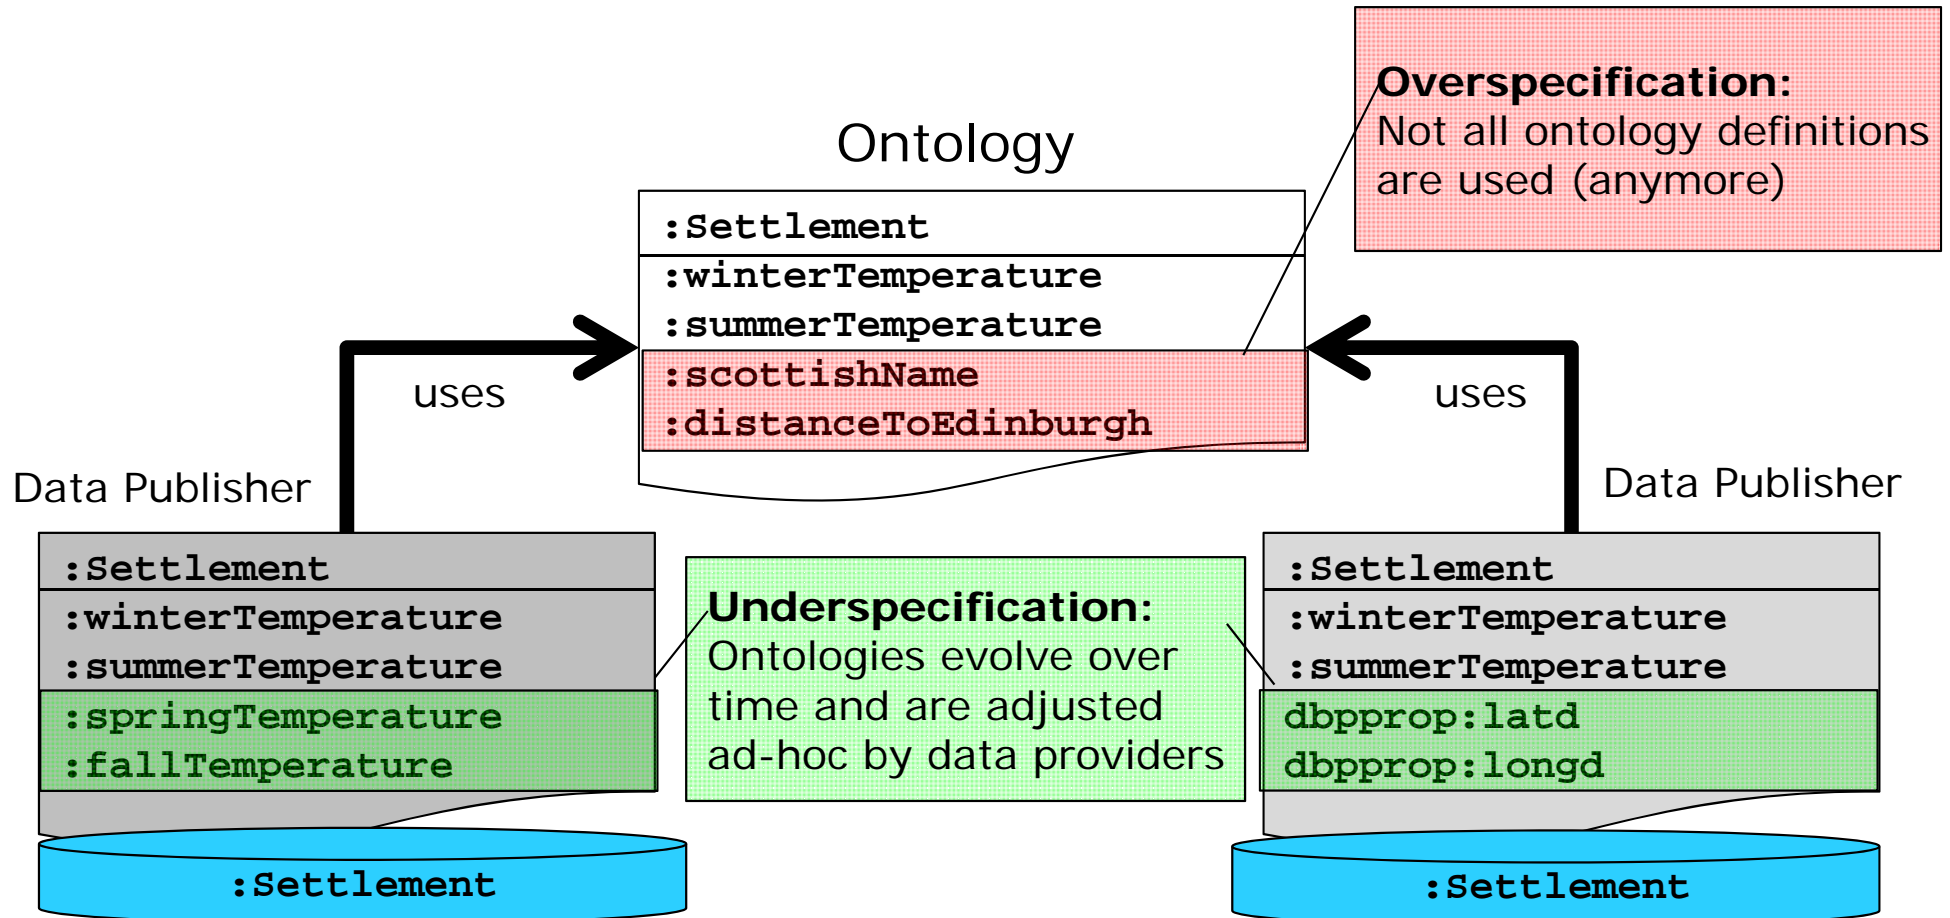 Overspecification:
Not all ontology definitions
are used (anymore)
Ontology
:Settlement
:winterTemperature
:summerTemperature
:scottishName
:distanceToEdinburgh
uses
uses
Data Publisher
Data Publisher
:Settlement
:winterTemperature
:summerTemperature
:springTemperature
:fallTemperature
Underspecification:
Ontologies evolve over
time and are adjusted
ad-hoc by data providers
:Settlement
:winterTemperature
:summerTemperature
dbpprop:latd
dbpprop:longd
:Settlement
:Settlement